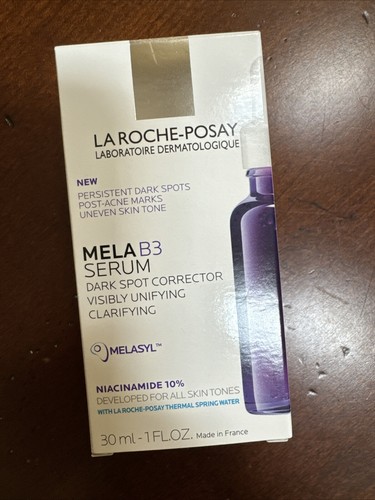 LA ROCHE-POSAY
LABORATOIRE DERMATOLOGIQUE
NEW
PERSISTENT DARK SPOTS
POST-ACNE MARKS
UNEVEN SKIN TONE
MELA B3
SERUM
DARK SPOT CORRECTOR
VISIBLY UNIFYING
CLARIFYING
MELASYL™
NIACINAMIDE 10%
DEVELOPED FOR ALL SKIN TONES
WITH LA ROCHE-POSAY THERMAL SPRING WATER
30 ml - 1 FL.OZ. Made in France